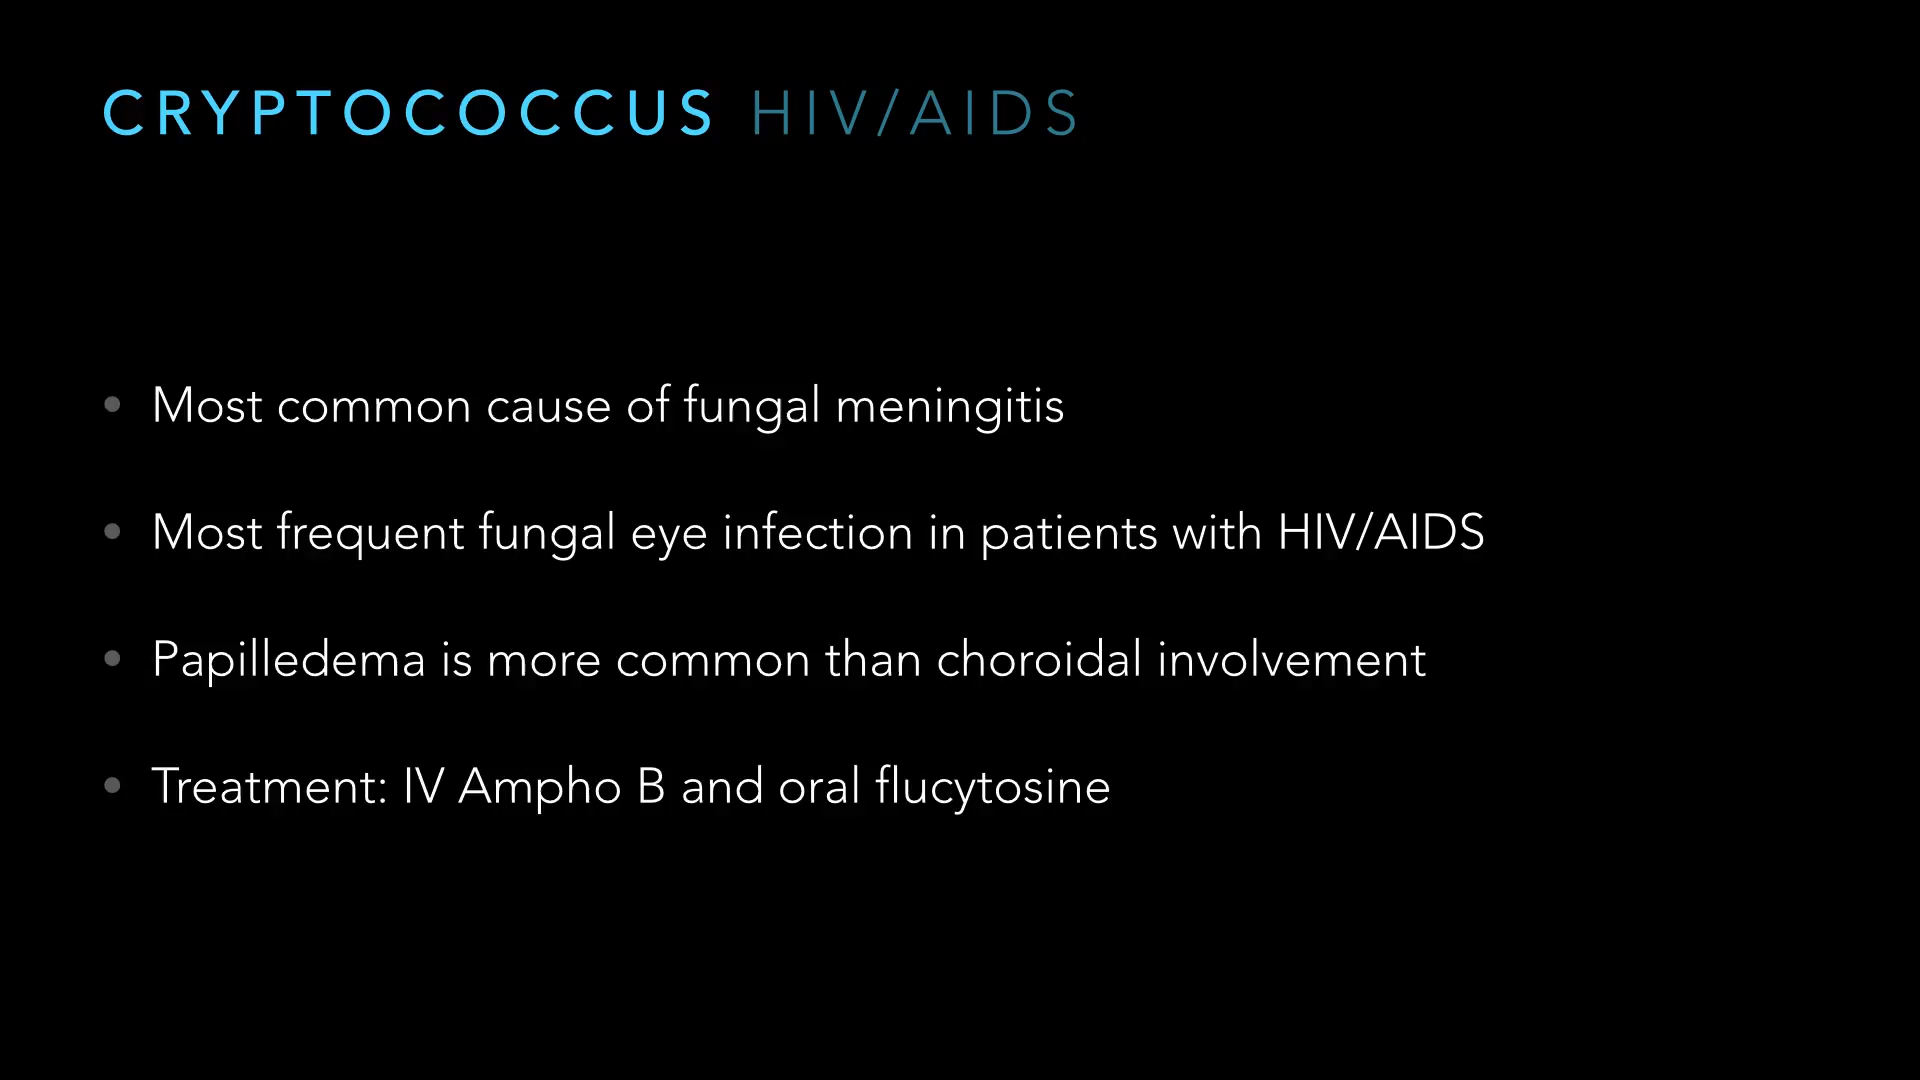 CRYPTOCOCCUS HIV/AIDS
• Most common cause of fungal meningitis
• Most frequent fungal eye infection in patients with HIV/AIDS
• Papilledema is more common than choroidal involvement
• Treatment: IV Ampho B and oral flucytosine